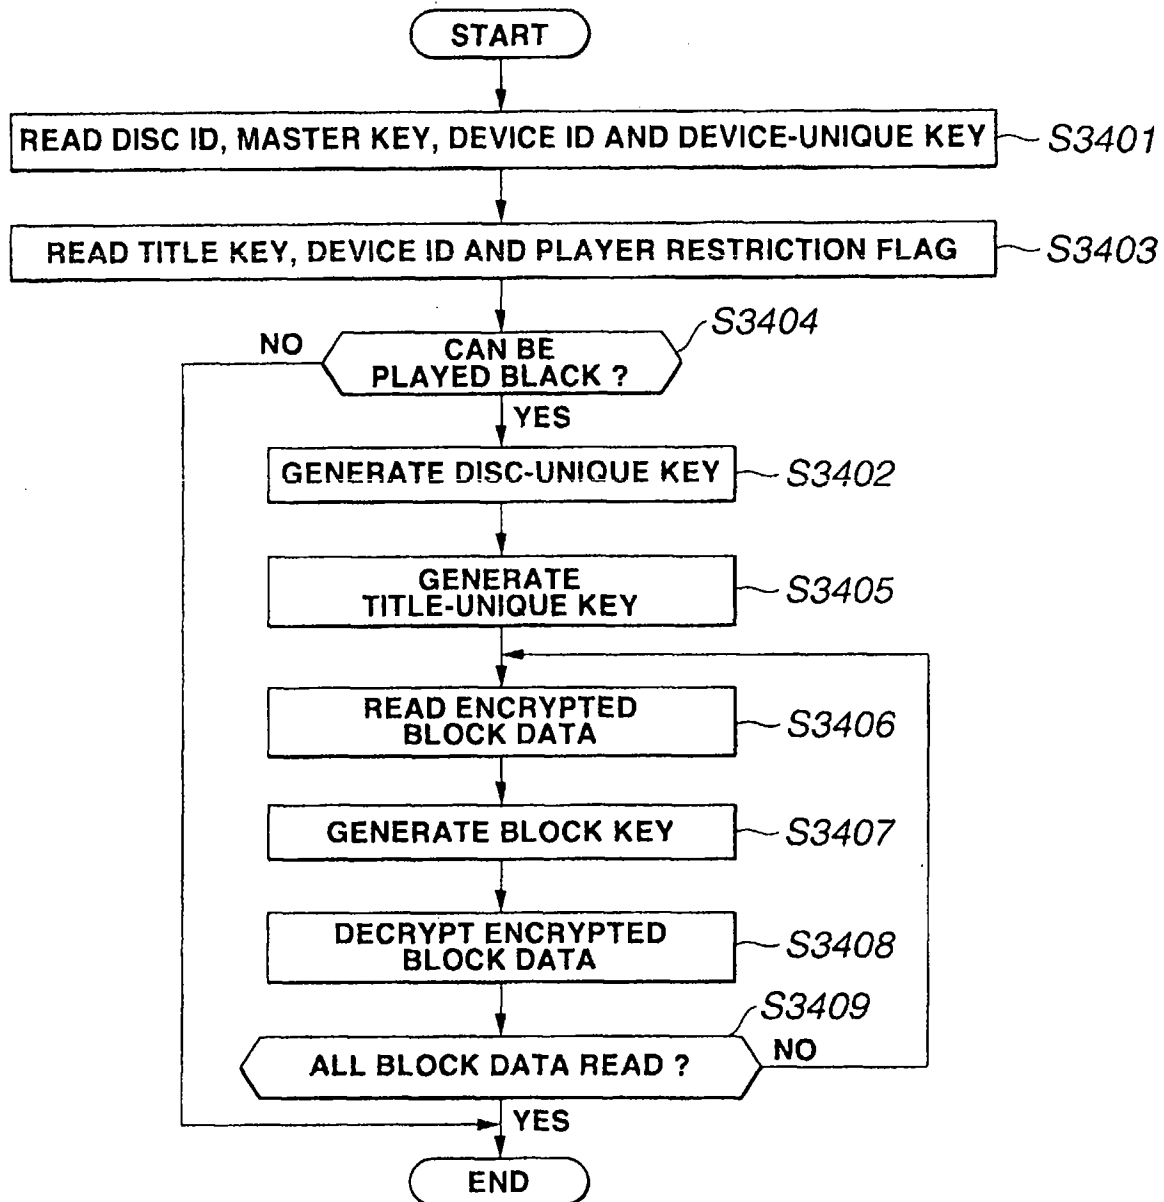 START
READ DISC ID, MASTER KEY, DEVICE ID AND DEVICE-UNIQUE KEY
S3401
READ TITLE KEY, DEVICE ID AND PLAYER RESTRICTION FLAG
S3403
S3404
NO
CAN BE
PLAYED BLACK ?
YES
GENERATE DISC-UNIQUE KEY
S3402
GENERATE
TITLE-UNIQUE KEY
S3405
READ ENCRYPTED
BLOCK DATA
S3406
GENERATE BLOCK KEY
S3407
DECRYPT ENCRYPTED
BLOCK DATA
S3408
S3409
ALL BLOCK DATA READ ?
NO
YES
END